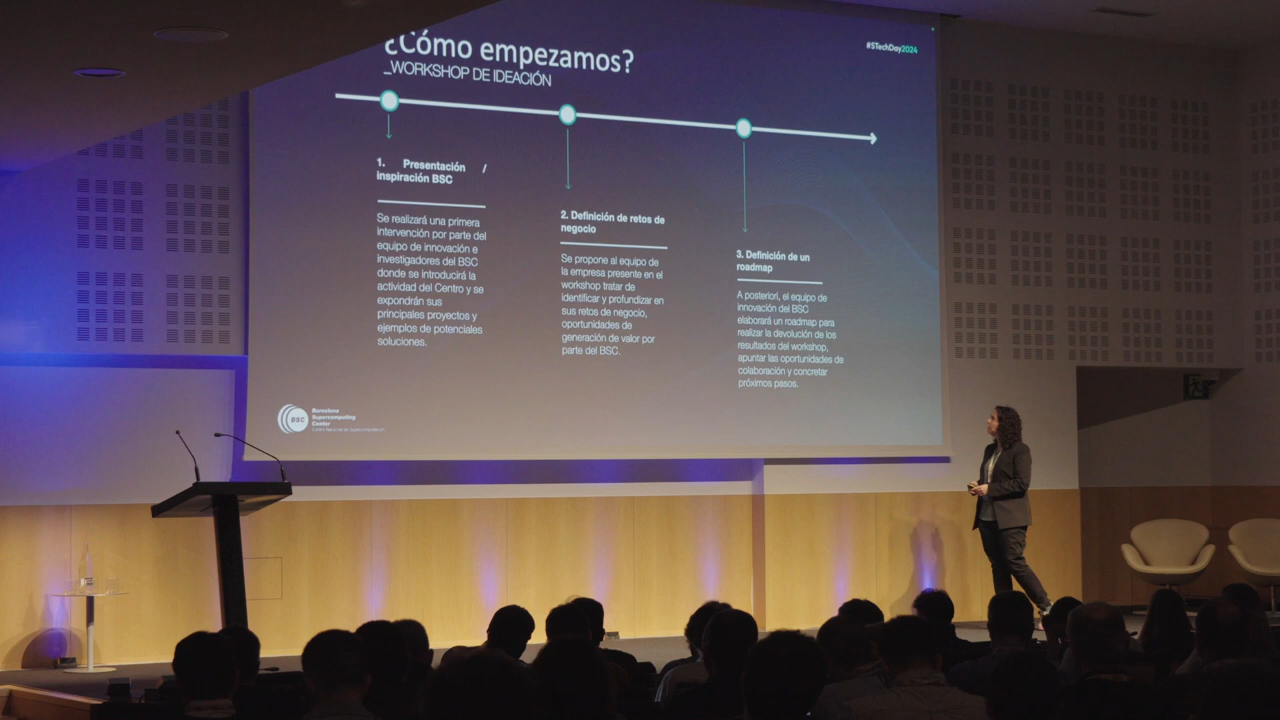 ¿Cómo empezamos?
_WORKSHOP DE IDEACIÓN
#STechDay2024
1. Presentación /
Inspiración BSC
Se realizará una primera
intervención por parte del
equipo de innovación e
Investigadores del BSC
donde se introducirá la
actividad del Centro y se
expondrán sus
principales proyectos y
ejemplos de potenciales
soluciones.
2. Definición de retos de
negocio
Se propone al equipo de
la empresa presente en el
workshop tratar de
identificar y profundizar en
sus retos de negocio,
oportunidades de
generación de valor por
parte del BSC.
3. Definición de un
roadmap
A posteriori, el equipo de
innovación del BSC
elaborará un roadmap para
realizar la devolución de los
resultados del workshop,
apuntar las oportunidades de
colaboración y concretar
próximos pasos.
BSC
Barcelona
Supercomputing
Center
Centro Nacional de Supercomputación